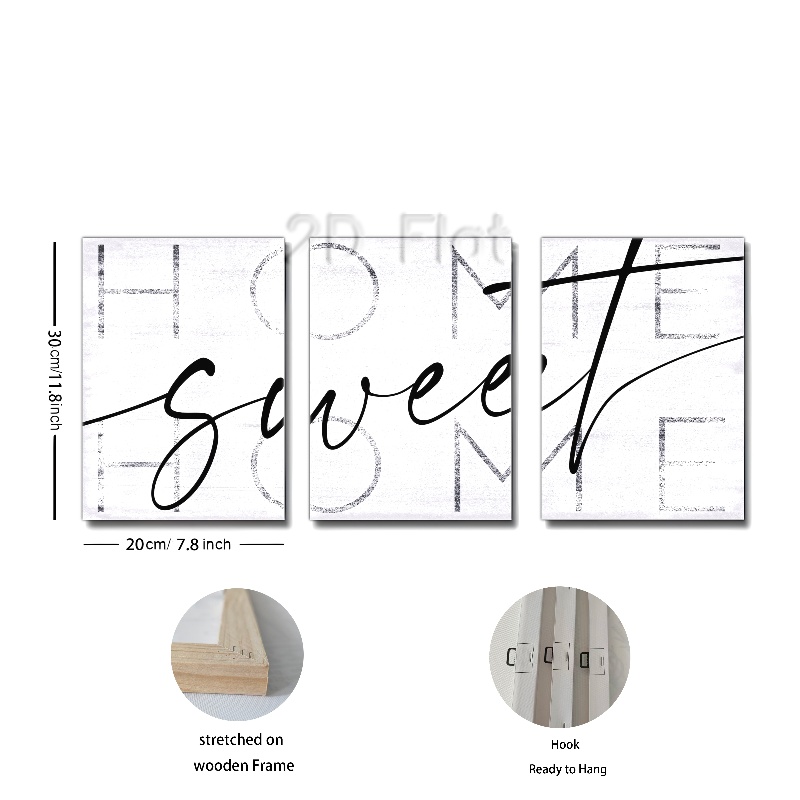 2D Flat
HOME
sweet
HOME
30cm/11.8inch
20cm/ 7.8 inch
stretched on
wooden Frame
Hook
Ready to Hang